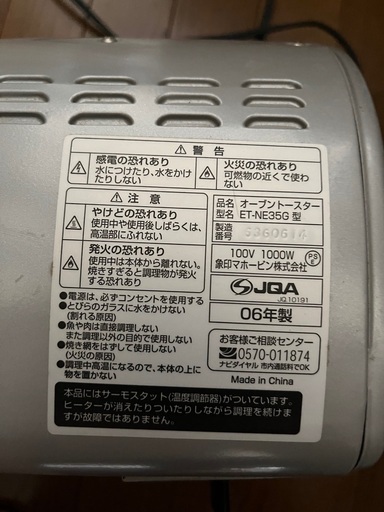 ⚠ 警告
感電の恐れあり
水につけたり、水をかけ
たりしない
火災の恐れあり
可燃物の近くで使わ
ない
⚠ 注意
やけどの恐れあり
使用中や使用後しばらくは、
高温部にふれない
発火の恐れあり
使用中は本体から離れない。
焼きすぎると調理物が発火
する恐れあり
●電源は、必ずコンセントを使用する
●とびらのガラスに水をかけない
(割れる原因)
●魚や肉は直接調理しない
また調理以外の目的で使用しない
●焼き網をはずして使用しない
(火災の原因)
●調理中高温になるので、本体の上に
物を置かない
品名 オーブントースター
型名 ET-NE35G 型
製造
番号 5360614
100V 1000W
象印マホービン株式会社
PS
E
JQA
JQ 10191
06年製
お客様ご相談センター
0570-011874
ナビダイヤル 市内通話料でOK
Made in China
本品にはサーモスタット(温度調節器)がついています。
ヒーターが消えたりついたりしながら調理を続けま
すが故障ではありません。